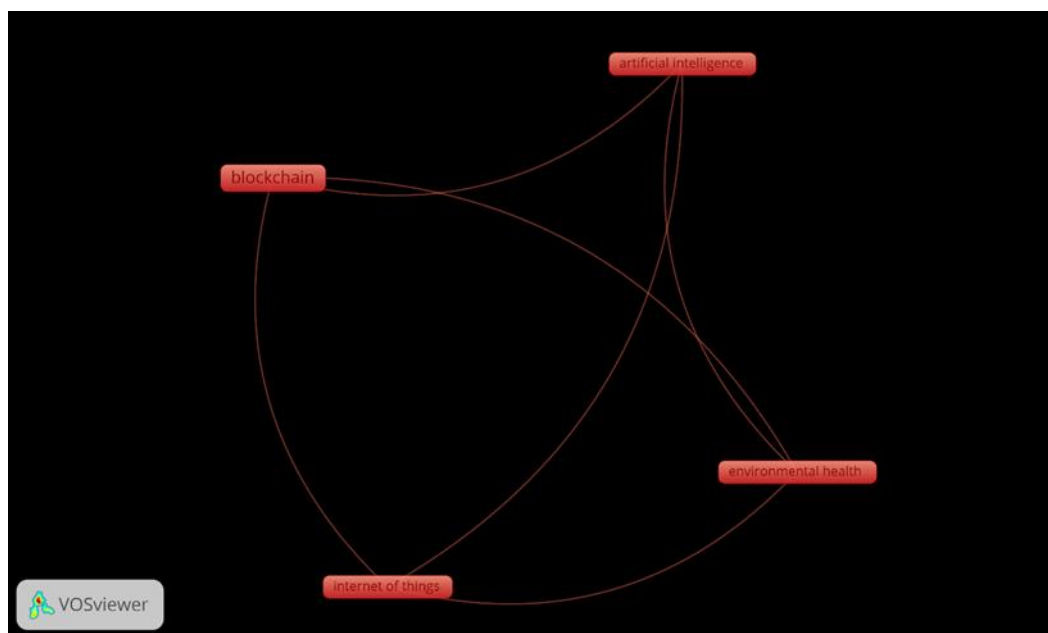 artificial intelligence
blockchain
environmental health
internet of things
VOSviewer